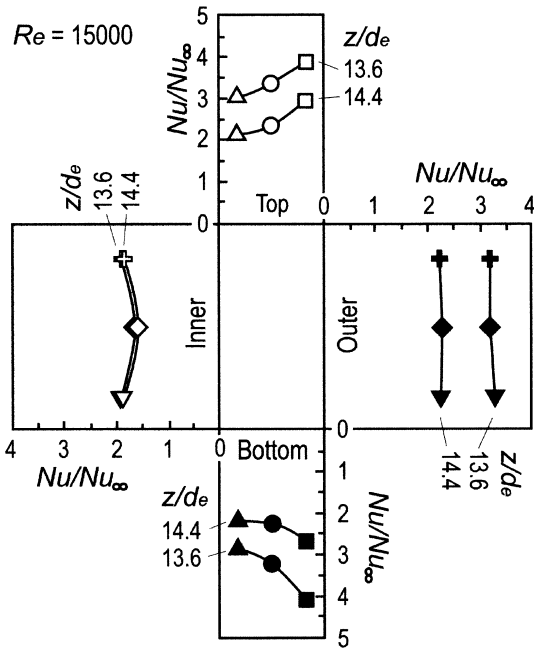 Re = 15000
5
4
3
2
1
0
Nu/Nu∞
z/de
13.6
14.4
Top
z/de
13.6
14.4
Nu/Nu∞
0 1 2 3 4
Inner
Outer
4 3 2 1 0
Nu/Nu∞
Bottom
0
1
2
3
4
5
14.4
13.6
z/de
Nu/Nu∞
z/de
14.4
13.6